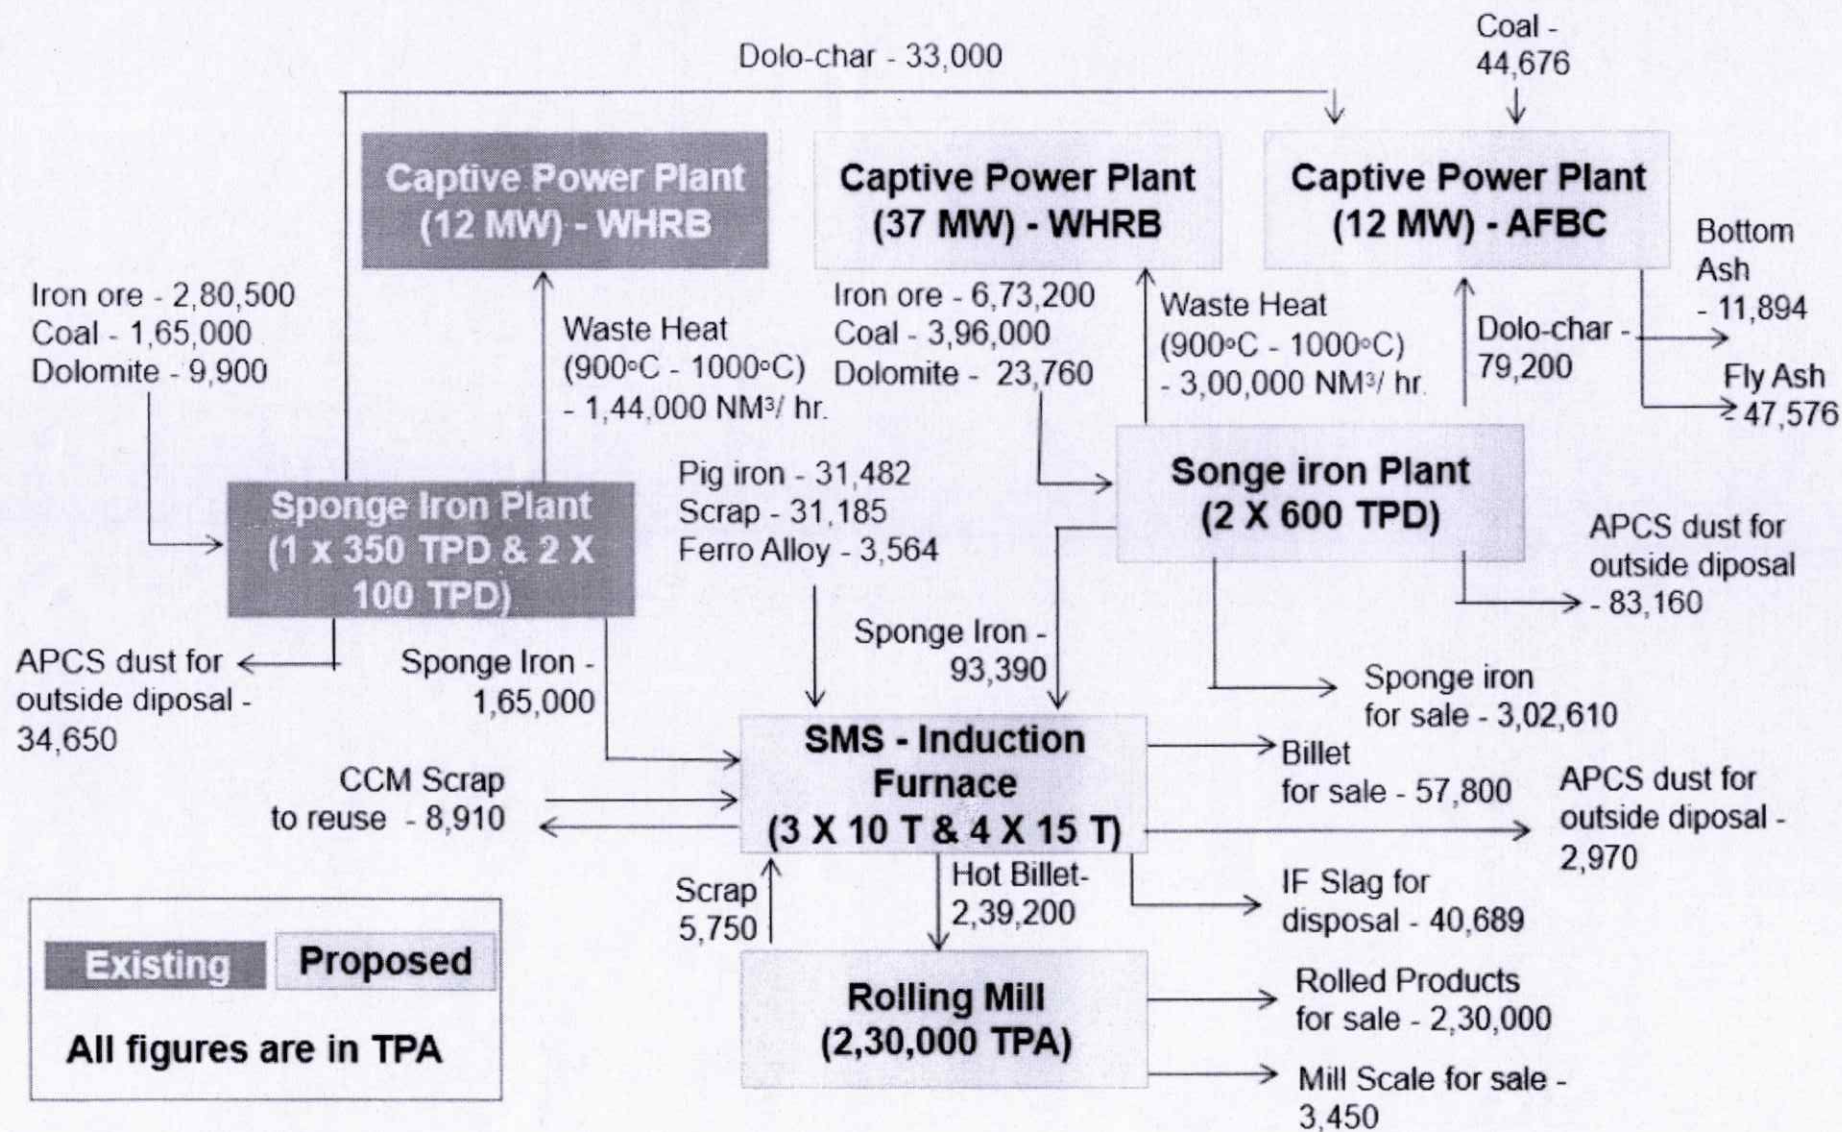 Dolo-char - 33,000
Coal -
44,676
Captive Power Plant
(12 MW) - WHRB
Captive Power Plant
(37 MW) - WHRB
Captive Power Plant
(12 MW) - AFBC
Bottom
Ash
- 11,894
Fly Ash
- 47,576
Iron ore - 2,80,500
Coal - 1,65,000
Dolomite - 9,900
Waste Heat
(900ᵒC - 1000ᵒC)
- 1,44,000 NM³/ hr.
Iron ore - 6,73,200
Coal - 3,96,000
Dolomite - 23,760
Waste Heat
(900ᵒC - 1000ᵒC)
- 3,00,000 NM³/ hr.
Dolo-char -
79,200
Sponge Iron Plant
(1 x 350 TPD & 2 X
100 TPD)
Pig iron - 31,482
Scrap - 31,185
Ferro Alloy - 3,564
Songe iron Plant
(2 X 600 TPD)
APCS dust for
outside diposal
- 83,160
APCS dust for
outside diposal -
34,650
Sponge Iron -
1,65,000
Sponge Iron -
93,390
Sponge iron
for sale - 3,02,610
SMS - Induction
Furnace
(3 X 10 T & 4 X 15 T)
CCM Scrap
to reuse - 8,910
Billet
for sale - 57,800
APCS dust for
outside diposal -
2,970
Scrap
5,750
Hot Billet-
2,39,200
IF Slag for
disposal - 40,689
Rolling Mill
(2,30,000 TPA)
Rolled Products
for sale - 2,30,000
Mill Scale for sale -
3,450
Existing
Proposed
All figures are in TPA